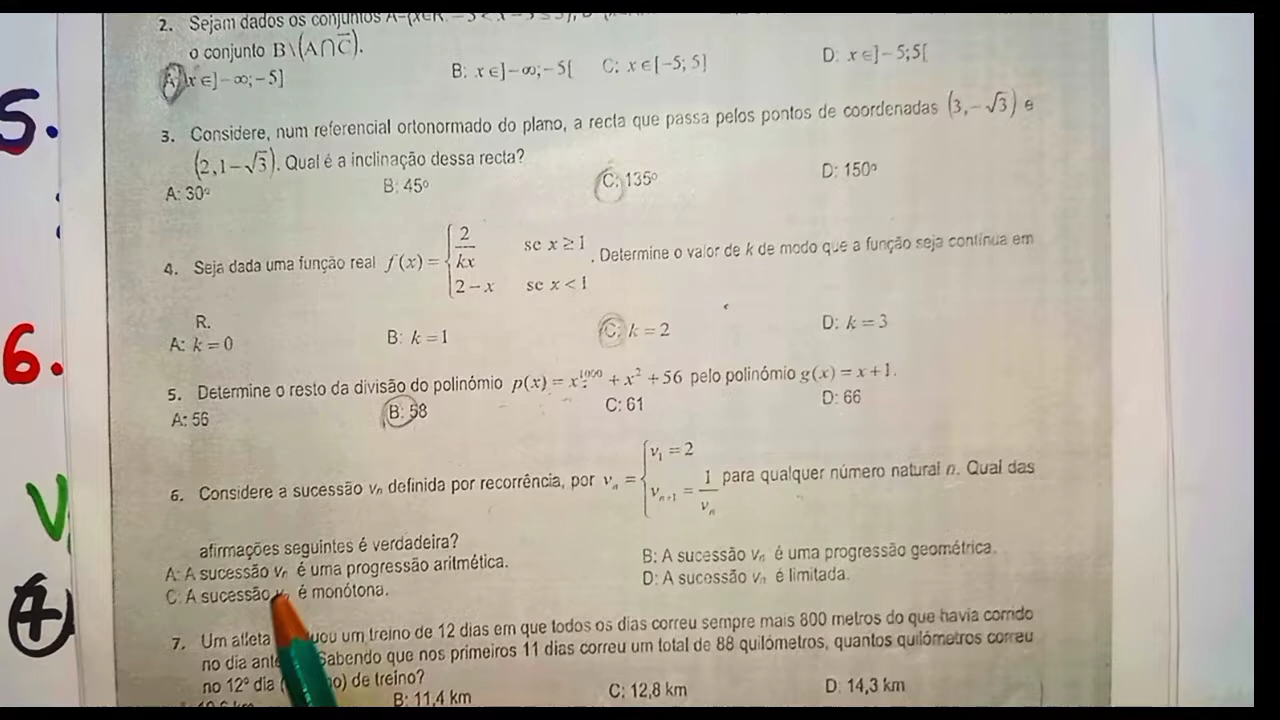 2. Sejam dados os conjuntos
o conjunto B\(A∩C̅).
A: x∈]−∞;−5] B: x∈]−∞;−5[ C: x∈[−5; 5] D: x∈]−5;5[
5.
3. Considere, num referencial ortonormado do plano, a recta que passa pelos pontos de coordenadas (3,−√3) e
(2,1−√3). Qual é a inclinação dessa recta?
A: 30º B: 45º C: 135º D: 150º
4. Seja dada uma função real f(x) = { 2/kx se x ≥ 1 . Determine o valor de k de modo que a função seja contínua em
2−x se x < 1
R.
A: k = 0 B: k = 1 C: k = 2 D: k = 3
6.
5. Determine o resto da divisão do polinómio p(x) = x¹⁰⁰⁰ + x² + 56 pelo polinómio g(x) = x + 1.
A: 56 B: 58 C: 61 D: 66
6. Considere a sucessão vₙ definida por recorrência, por vₙ = { v₁ = 2
vₙ₊₁ = 1/vₙ para qualquer número natural n. Qual das
afirmações seguintes é verdadeira?
A: A sucessão vₙ é uma progressão aritmética. B: A sucessão vₙ é uma progressão geométrica.
C: A sucessão é monótona. D: A sucessão vₙ é limitada.
7. Um atleta um treino de 12 dias em que todos os dias correu sempre mais 800 metros do que havia corrido
no dia Sabendo que nos primeiros 11 dias correu um total de 88 quilómetros, quantos quilómetros correu
no 12º dia de treino?
B: 11,4 km C: 12,8 km D: 14,3 km